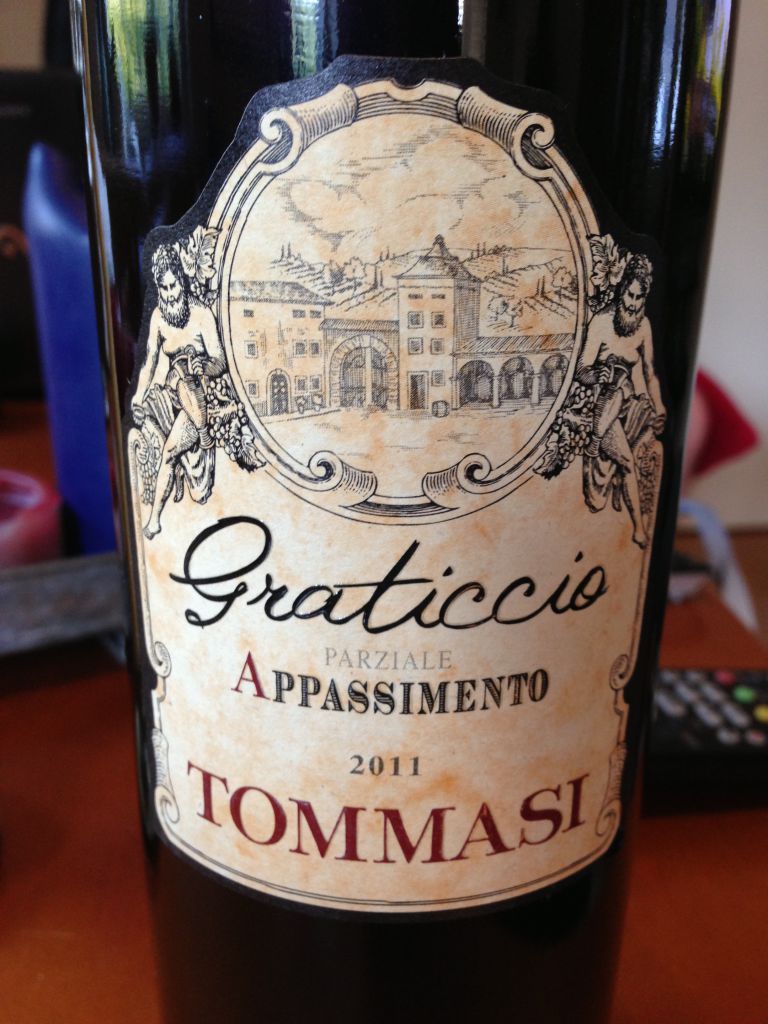 Graticcio
PARZIALE
APPASSIMENTO
2011
TOMMASI